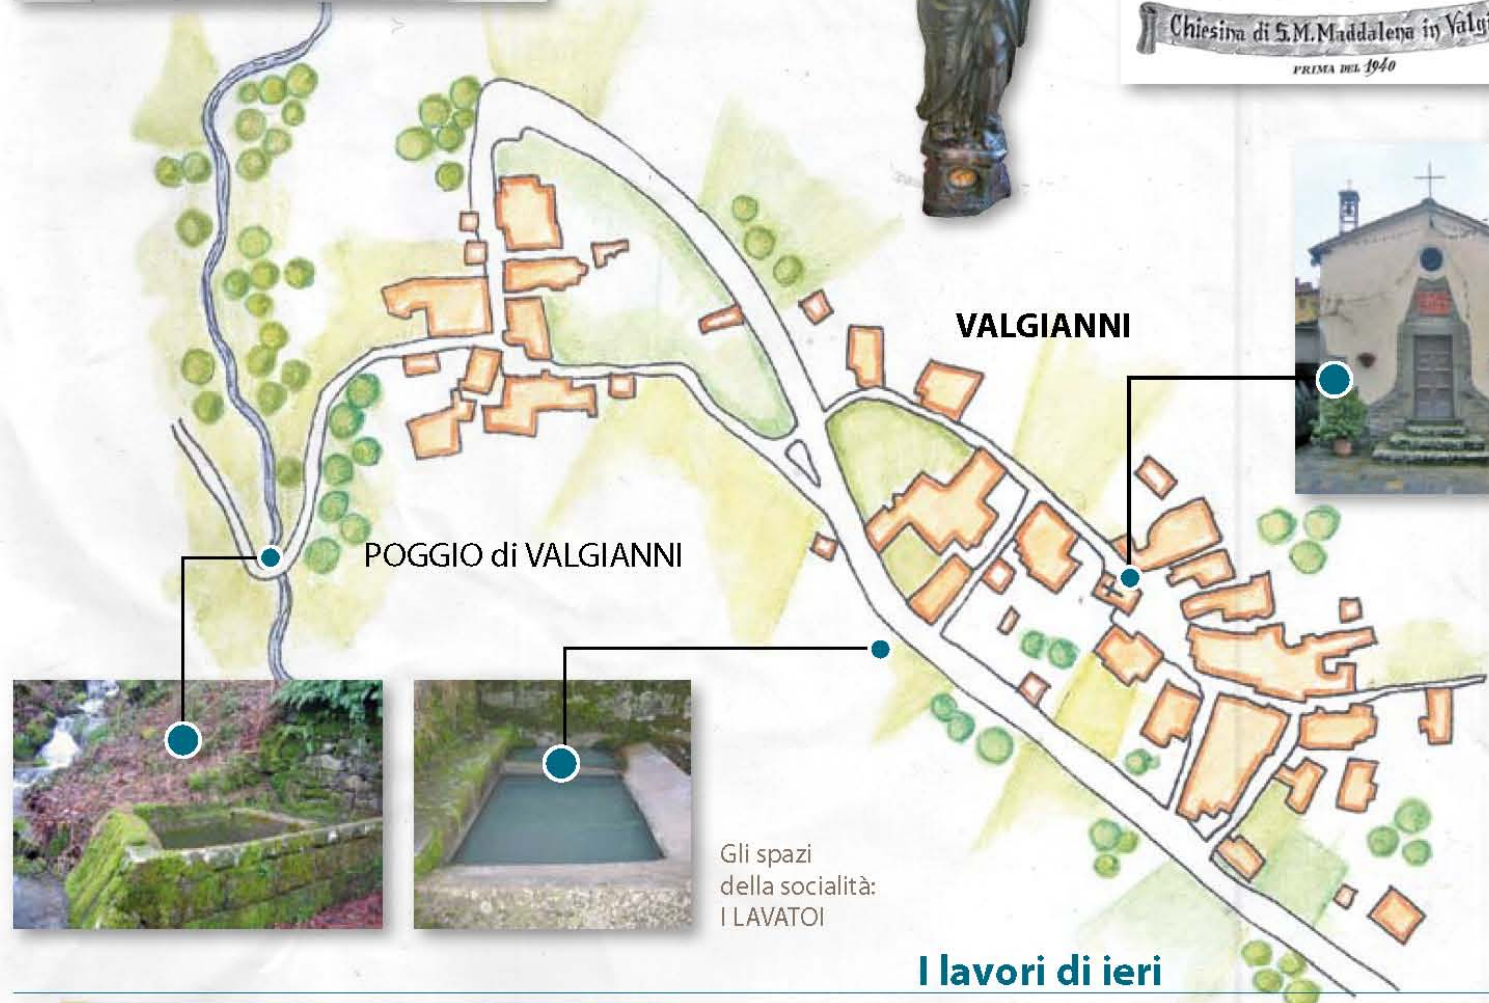 Chiesina di S.M. Maddalena in
PRIMA DEL 1940
VALGIANNI
POGGIO di VALGIANNI
Gli spazi
della socialità:
I LAVATOI
I lavori di ieri